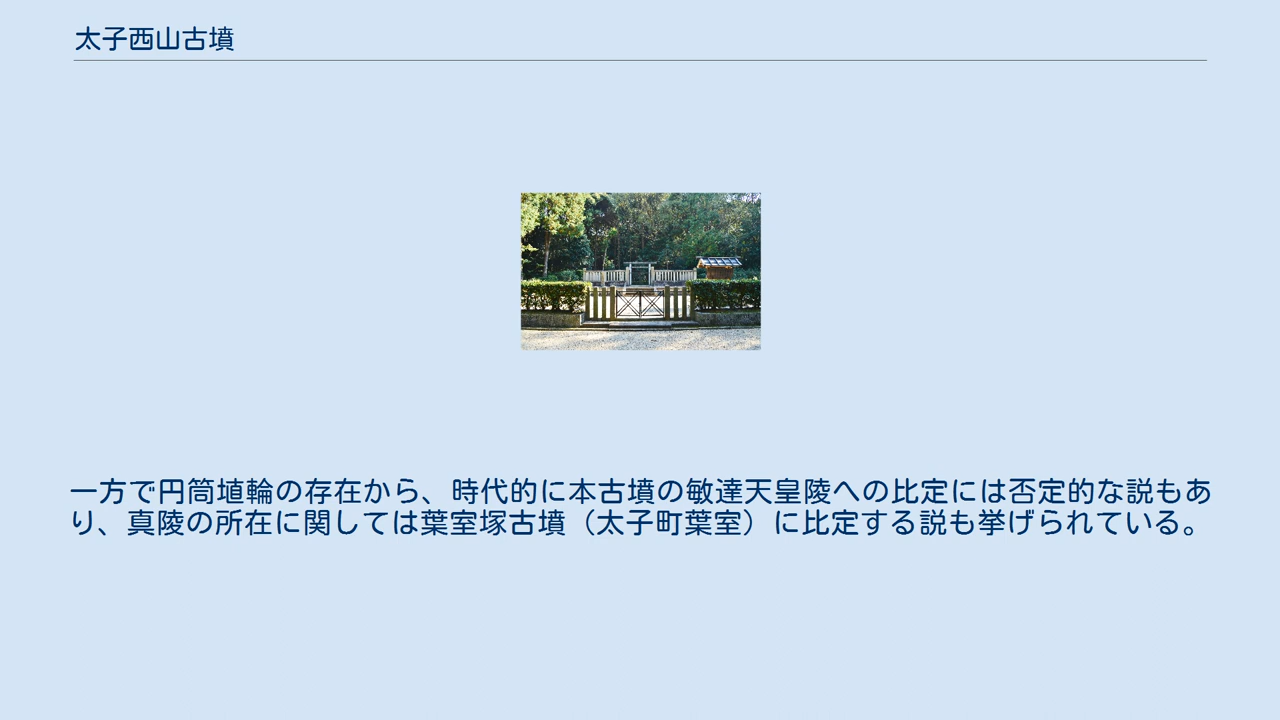 太子西山古墳
一方で円筒埴輪の存在から、時代的に本古墳の敏達天皇陵への比定には否定的な説もあ
り、真陵の所在に関しては葉室塚古墳（太子町葉室）に比定する説も挙げられている。